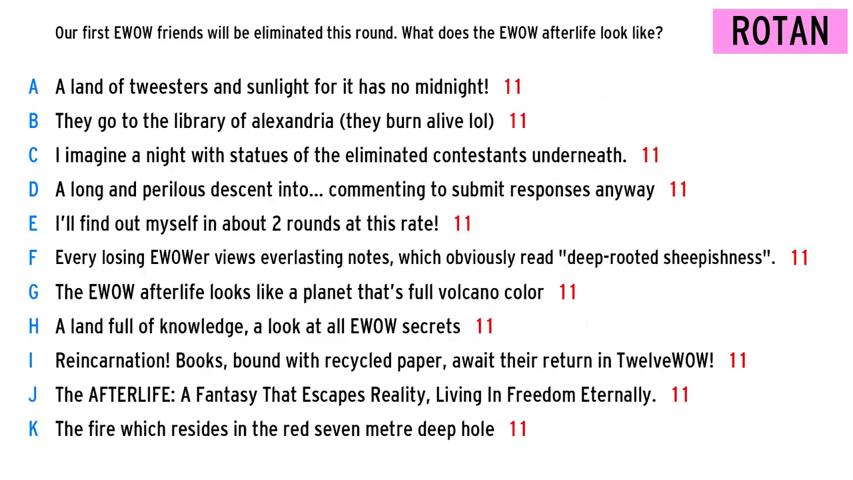 Our first EWOW friends will be eliminated this round. What does the EWOW afterlife look like?
ROTAN
A A land of tweesters and sunlight for it has no midnight! 11
B They go to the library of alexandria (they burn alive lol) 11
C I imagine a night with statues of the eliminated contestants underneath. 11
D A long and perilous descent into... commenting to submit responses anyway 11
E I'll find out myself in about 2 rounds at this rate! 11
F Every losing EWOWer views everlasting notes, which obviously read "deep-rooted sheepishness". 11
G The EWOW afterlife looks like a planet that's full volcano color 11
H A land full of knowledge, a look at all EWOW secrets 11
I Reincarnation! Books, bound with recycled paper, await their return in TwelveWOW! 11
J The AFTERLIFE: A Fantasy That Escapes Reality, Living In Freedom Eternally. 11
K The fire which resides in the red seven metre deep hole 11